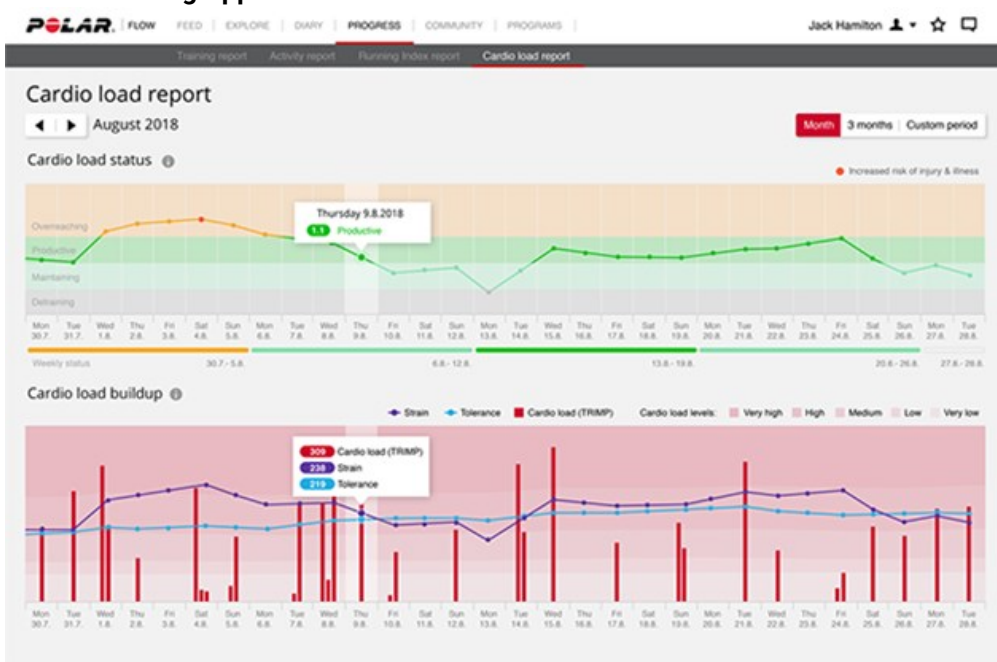 POLAR. FLOW FEED EXPLORE DIARY PROGRESS COMMUNITY PROGRAMS Jack Hamilton
Training report Activity report Running Index report Cardio load report
Cardio load report
August 2018 Month 3 months Custom period
Cardio load status
Increased risk of injury & illness
Thursday 9.8.2018
1.1 Productive
Overreaching
Productive
Maintaining
Detraining
Mon Tue Wed Thu Fri Sat Sun Mon Tue Wed Thu Fri Sat Sun Mon Tue Wed Thu Fri Sat Sun Mon Tue Wed Thu Fri Sat Sun Mon Tue
30.7. 31.7. 1.8. 2.8. 3.8. 4.8. 5.8. 6.8. 7.8. 8.8. 9.8. 10.8. 11.8. 12.8. 13.8. 14.8. 15.8. 16.8. 17.8. 18.8. 19.8. 20.8. 21.8. 22.8. 23.8. 24.8. 25.8. 26.8. 27.8. 28.8.
Weekly status 30.7.- 5.8. 6.8.- 12.8. 13.8.- 19.8. 20.8.- 26.8. 27.8.- 28.8.
Cardio load buildup
Strain Tolerance Cardio load (TRIMP) Cardio load levels: Very high High Medium Low Very low
309 Cardio load (TRIMP)
238 Strain
219 Tolerance
Mon Tue Wed Thu Fri Sat Sun Mon Tue Wed Thu Fri Sat Sun Mon Tue Wed Thu Fri Sat Sun Mon Tue Wed Thu Fri Sat Sun Mon Tue
30.7. 31.7. 1.8. 2.8. 3.8. 4.8. 5.8. 6.8. 7.8. 8.8. 9.8. 10.8. 11.8. 12.8. 13.8. 14.8. 15.8. 16.8. 17.8. 18.8. 19.8. 20.8. 21.8. 22.8. 23.8. 24.8. 25.8. 26.8. 27.8. 28.8.